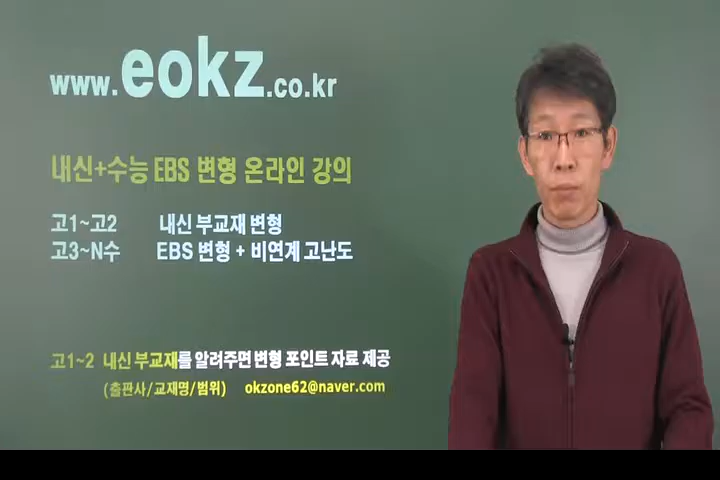 www.eokz.co.kr
내신+수능 EBS 변형 온라인 강의
고1~고2 내신 부교재 변형
고3~N수 EBS 변형 + 비연계 고난도
고1~2 내신 부교재를 알려주면 변형 포인트 자료 제공
(출판사/교재명/범위) okzone62@naver.com